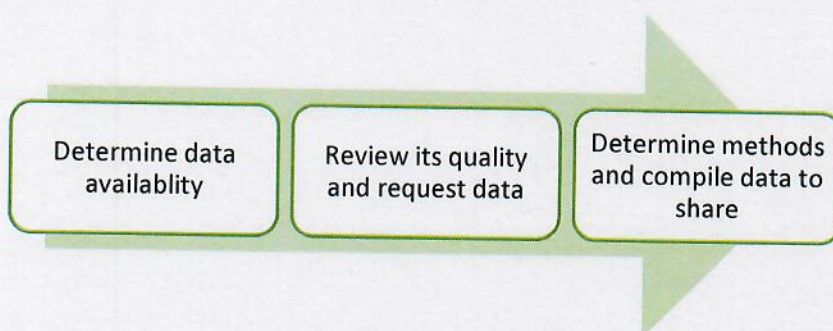 Determine data
availablity
Review its quality
and request data
Determine methods
and compile data to
share